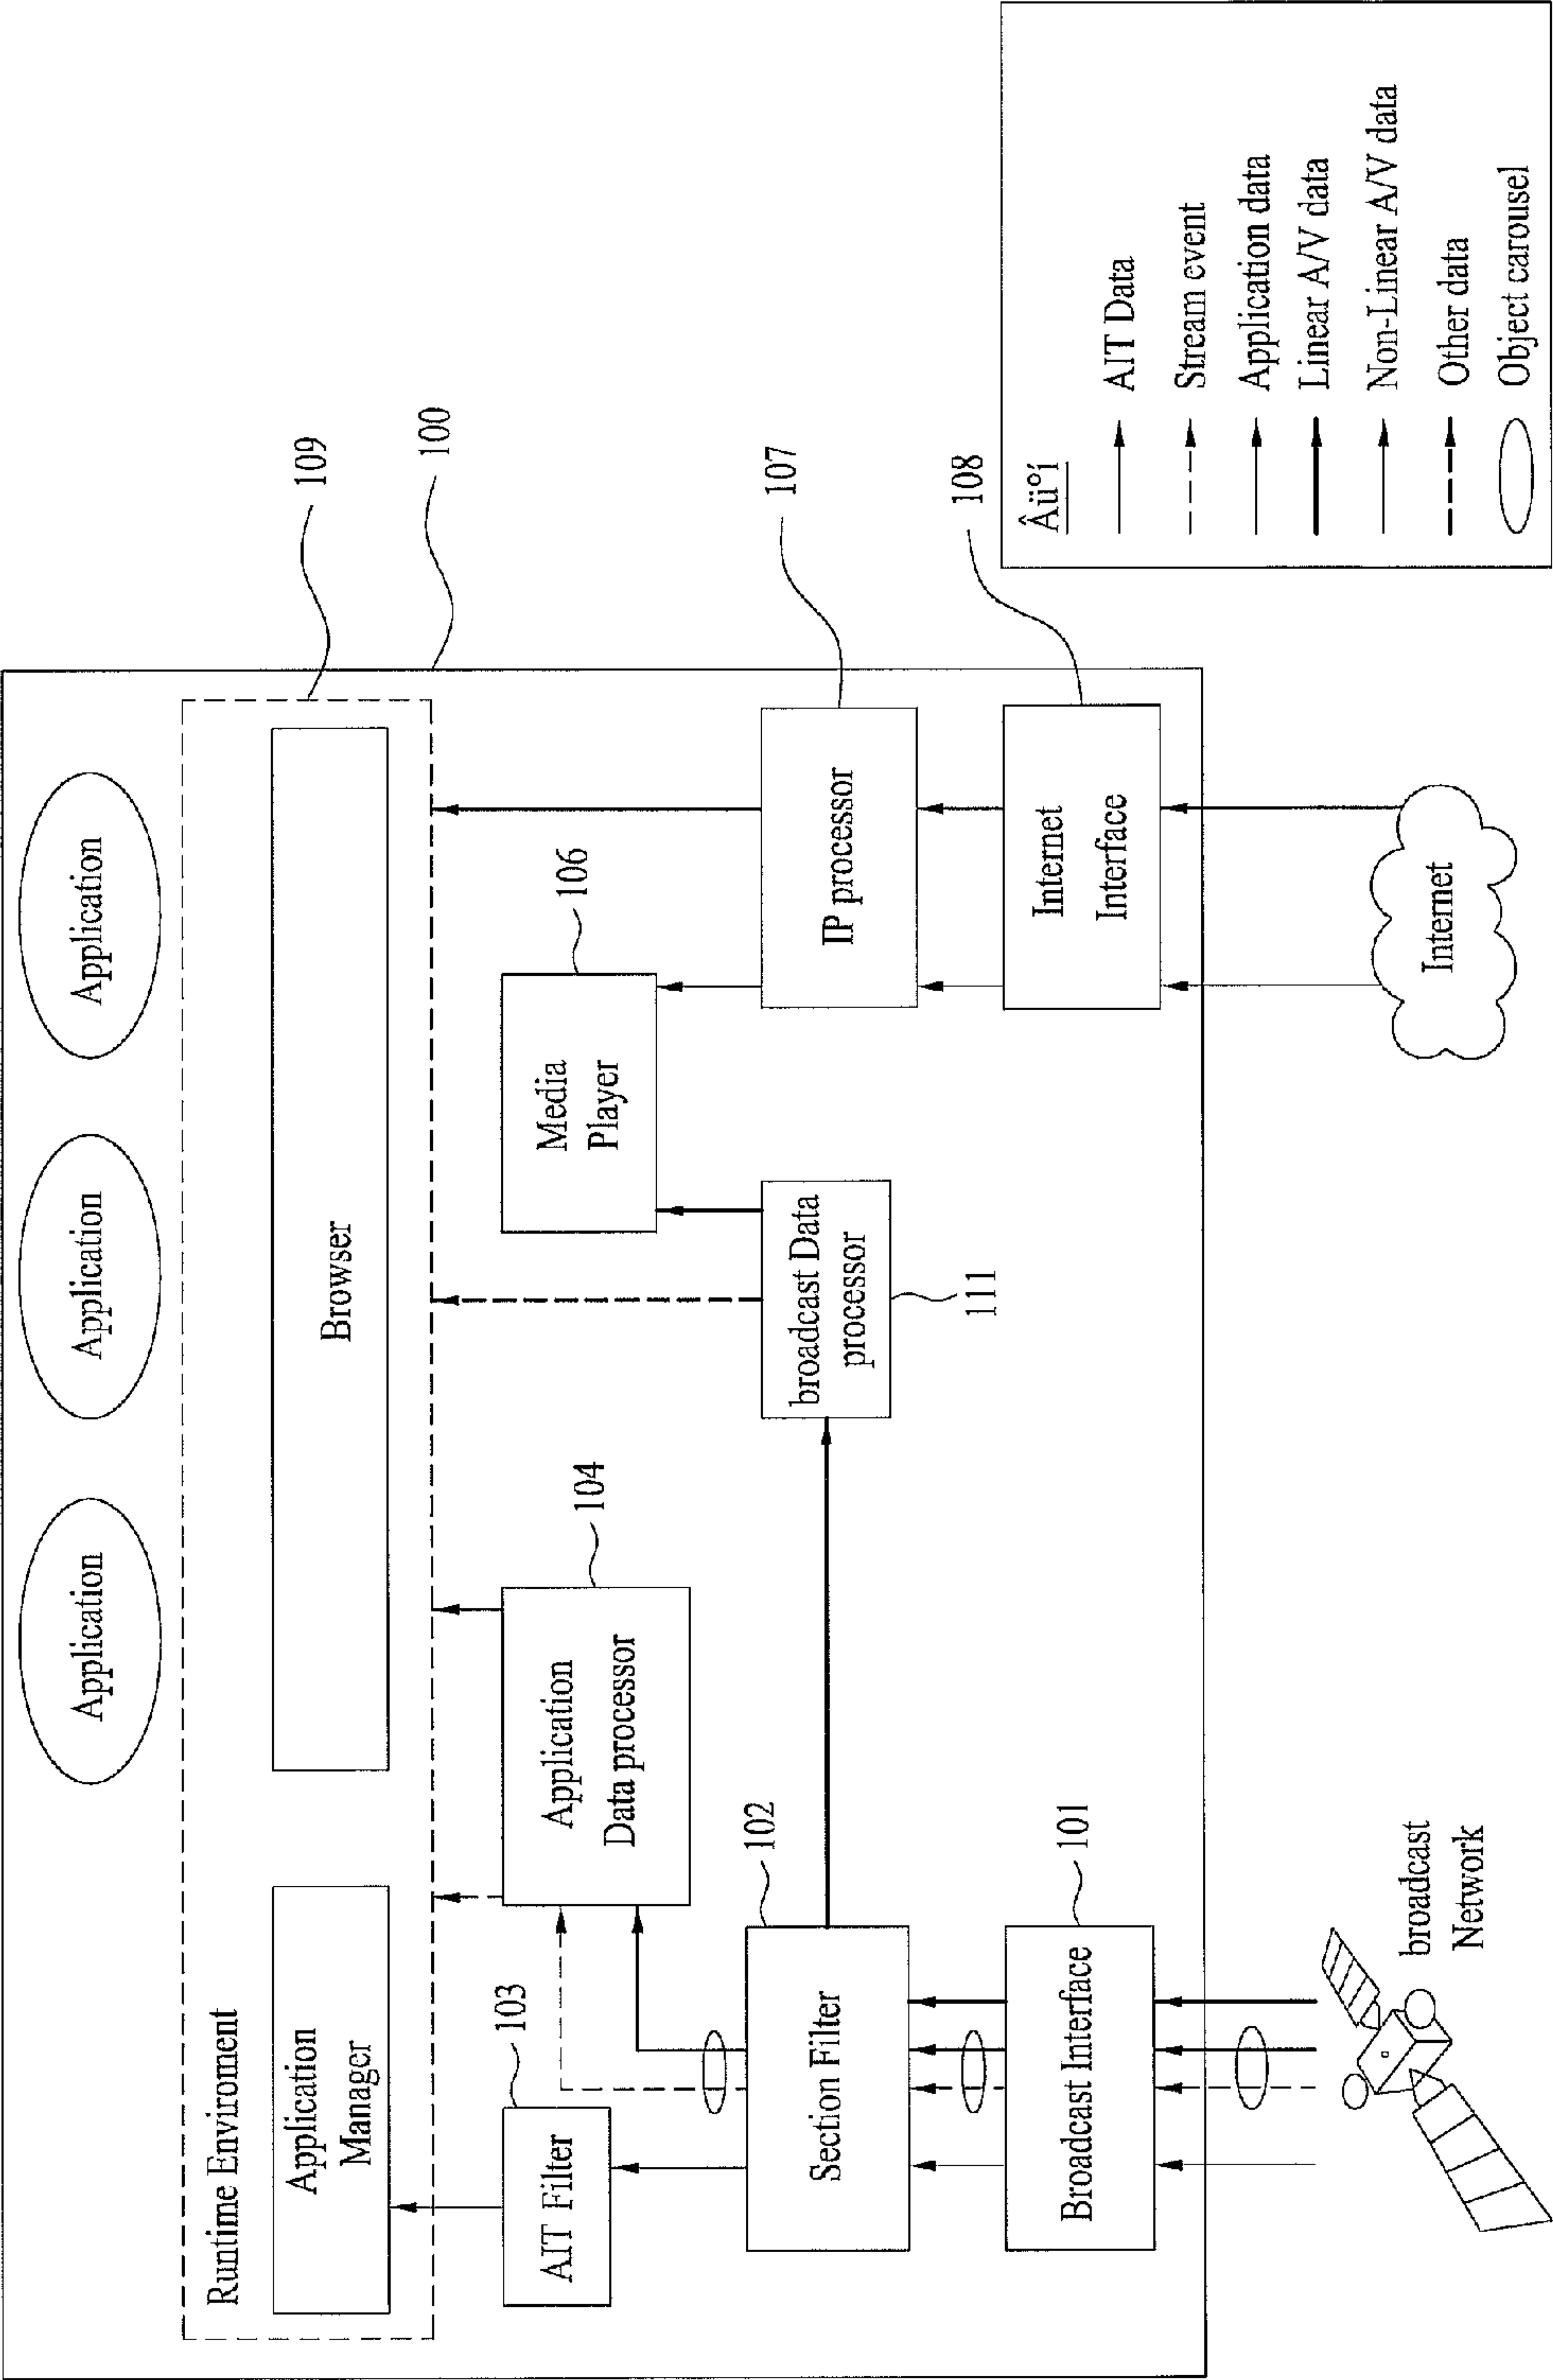 Application
Application
Application
109
100
Runtime Enviroment
Application
Manager
Browser
103
AIT Filter
104
Application
Data processor
Media
Player
106
107
102
Section Filter
broadcast Data
processor
111
IP processor
108
101
Broadcast Interface
Internet
Interface
broadcast
Network
Internet
Âü°í
AIT Data
Stream event
Application data
Linear A/V data
Non-Linear A/V data
Other data
Object carousel